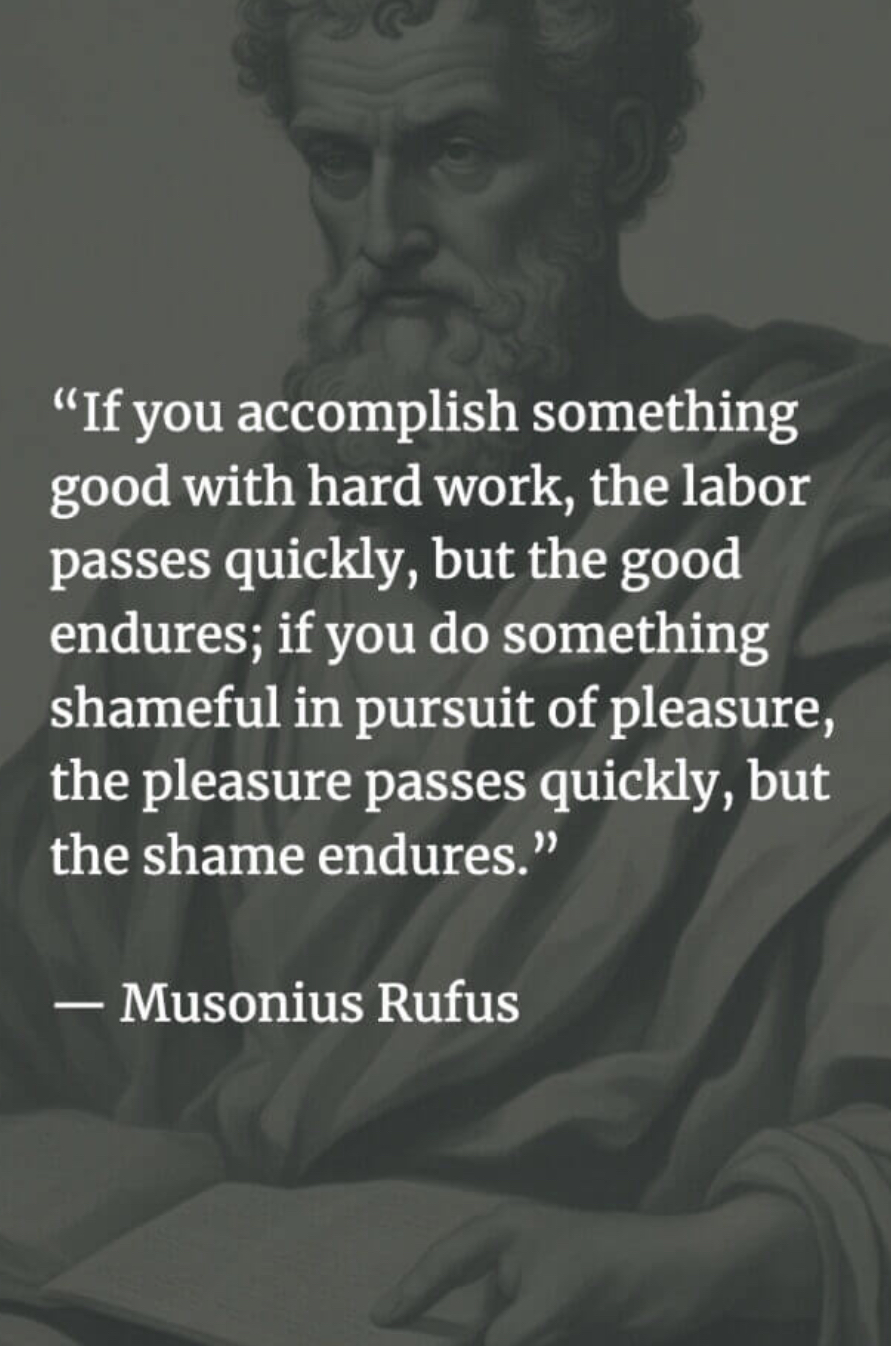 “If you accomplish something
good with hard work, the labor
passes quickly, but the good
endures; if you do something
shameful in pursuit of pleasure,
the pleasure passes quickly, but
the shame endures.”
— Musonius Rufus